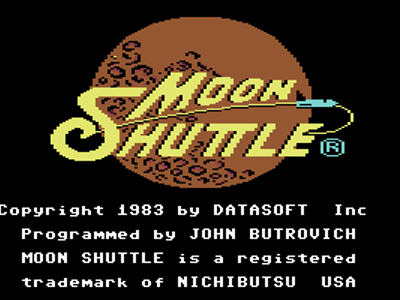 MOON
SHUTTLE®
Copyright 1983 by DATASOFT Inc
Programmed by JOHN BUTROVICH
MOON SHUTTLE is a registered
trademark of NICHIBUTSU USA